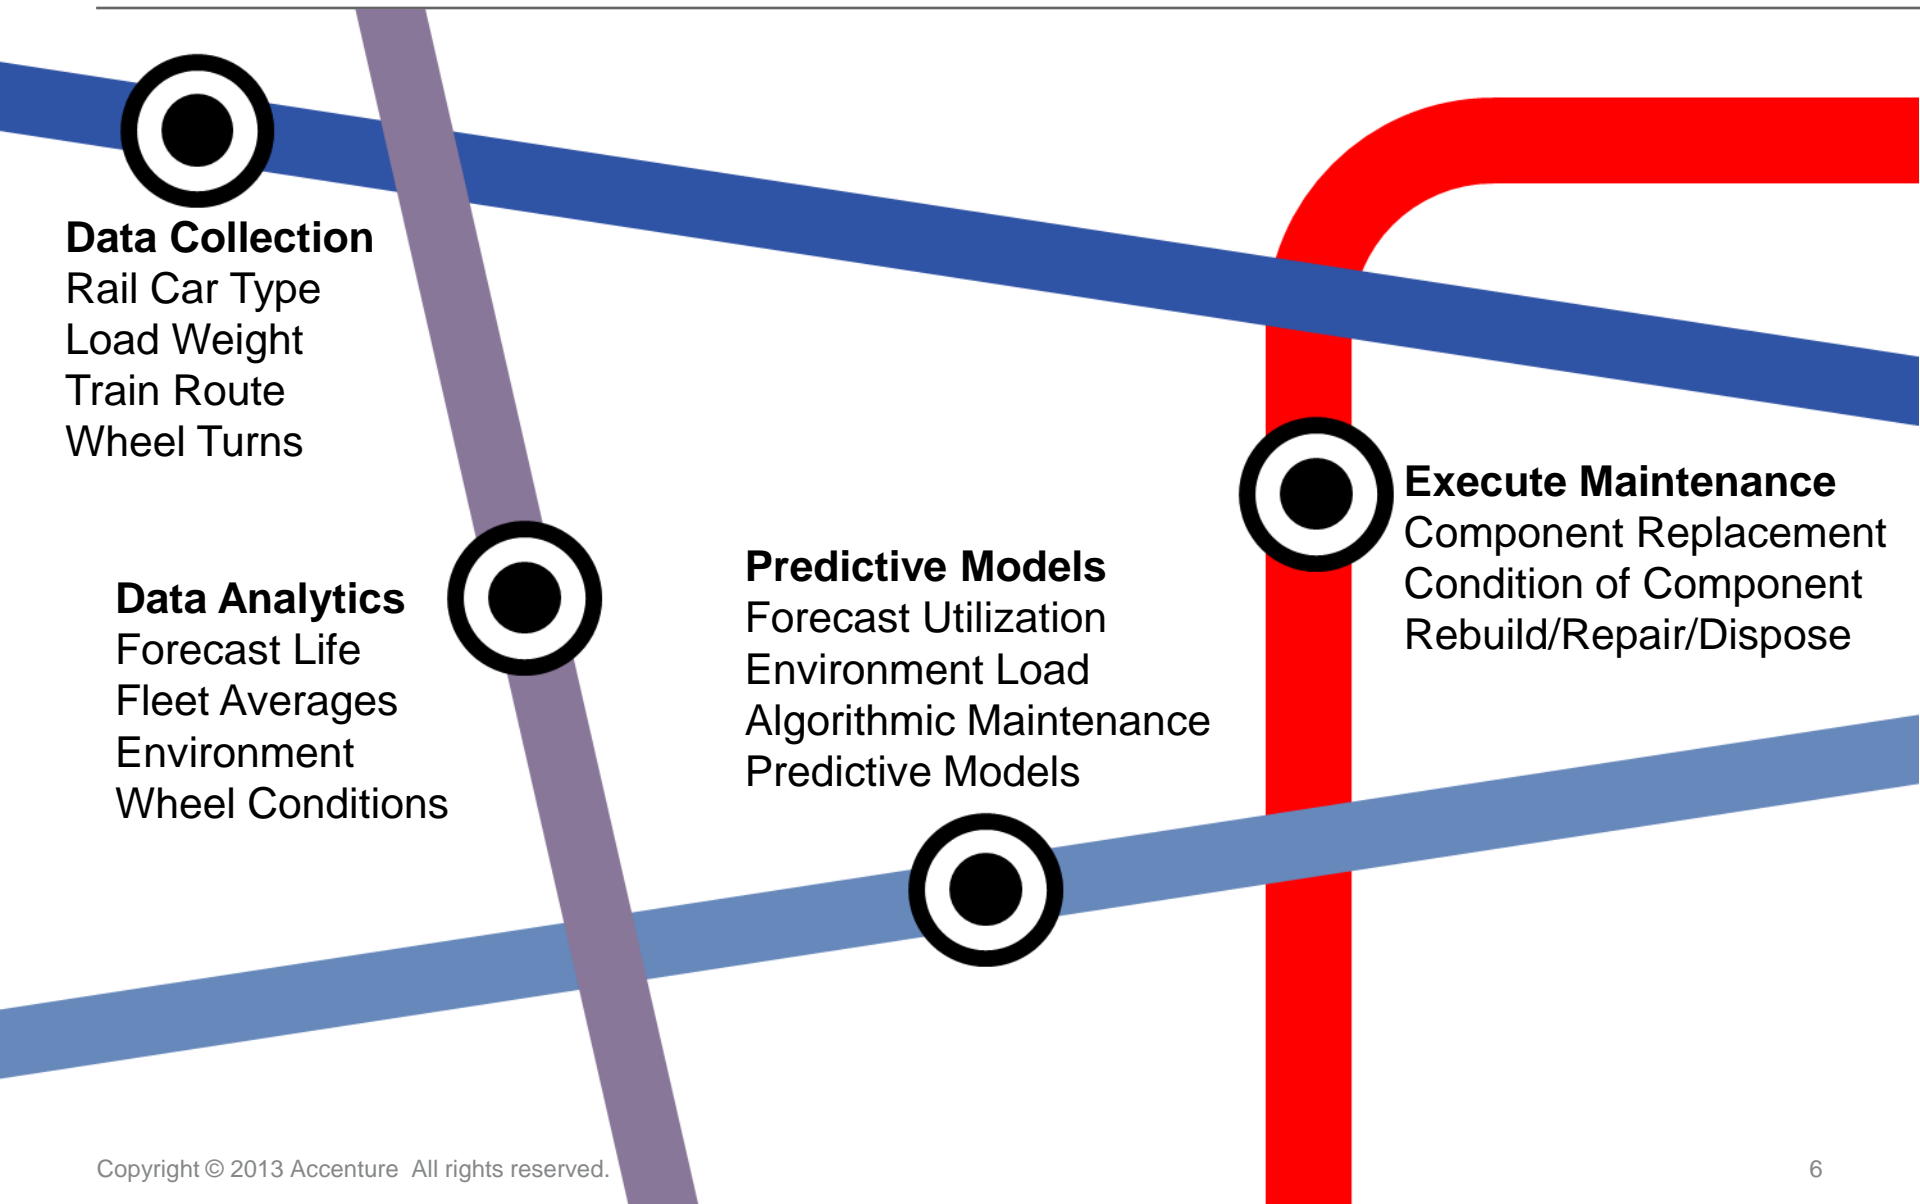 Data Collection
Rail Car Type
Load Weight
Train Route
Wheel Turns
Data Analytics
Forecast Life
Fleet Averages
Environment
Wheel Conditions
Predictive Models
Forecast Utilization
Environment Load
Algorithmic Maintenance
Predictive Models
Execute Maintenance
Component Replacement
Condition of Component
Rebuild/Repair/Dispose
Copyright © 2013 Accenture All rights reserved.
6